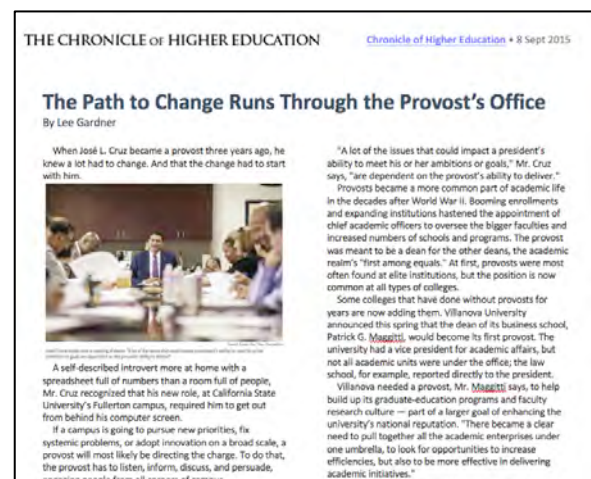 THE CHRONICLE OF HIGHER EDUCATION
Chronicle of Higher Education • 8 Sept 2015
The Path to Change Runs Through the Provost's Office
By Lee Gardner
When José L. Cruz became a provost three years ago, he
knew a lot had to change. And that the change had to start
with him.
A self-described introvert more at home with a
spreadsheet full of numbers than a room full of people,
Mr. Cruz recognized that his new role, at California State
University's Fullerton campus, required him to get out
from behind his computer screen.
If a campus is going to pursue new priorities, fix
systemic problems, or adopt innovation on a broad scale, a
provost will most likely be directing the charge. To do that,
the provost has to listen, inform, discuss, and persuade,
"A lot of the issues that could impact a president's
ability to meet his or her ambitions or goals," Mr. Cruz
says, "are dependent on the provost's ability to deliver."
Provosts became a more common part of academic life
in the decades after World War II. Booming enrollments
and expanding institutions hastened the appointment of
chief academic officers to oversee the bigger faculties and
increased numbers of schools and programs. The provost
was meant to be a dean for the other deans, the academic
realm's "first among equals." At first, provosts were most
often found at elite institutions, but the position is now
common at all types of colleges.
Some colleges that have done without provosts for
years are now adding them. Villanova University
announced this spring that the dean of its business school,
Patrick G. Maggitti, would become its first provost. The
university had a vice president for academic affairs, but
not all academic units were under the office; the law
school, for example, reported directly to the president.
Villanova needed a provost, Mr. Maggitti says, to help
build up its graduate-education programs and faculty
research culture — part of a larger goal of enhancing the
university's national reputation. "There became a clear
need to pull together all the academic enterprises under
one umbrella, to look for opportunities to increase
efficiencies, but also to be more effective in delivering
academic initiatives."